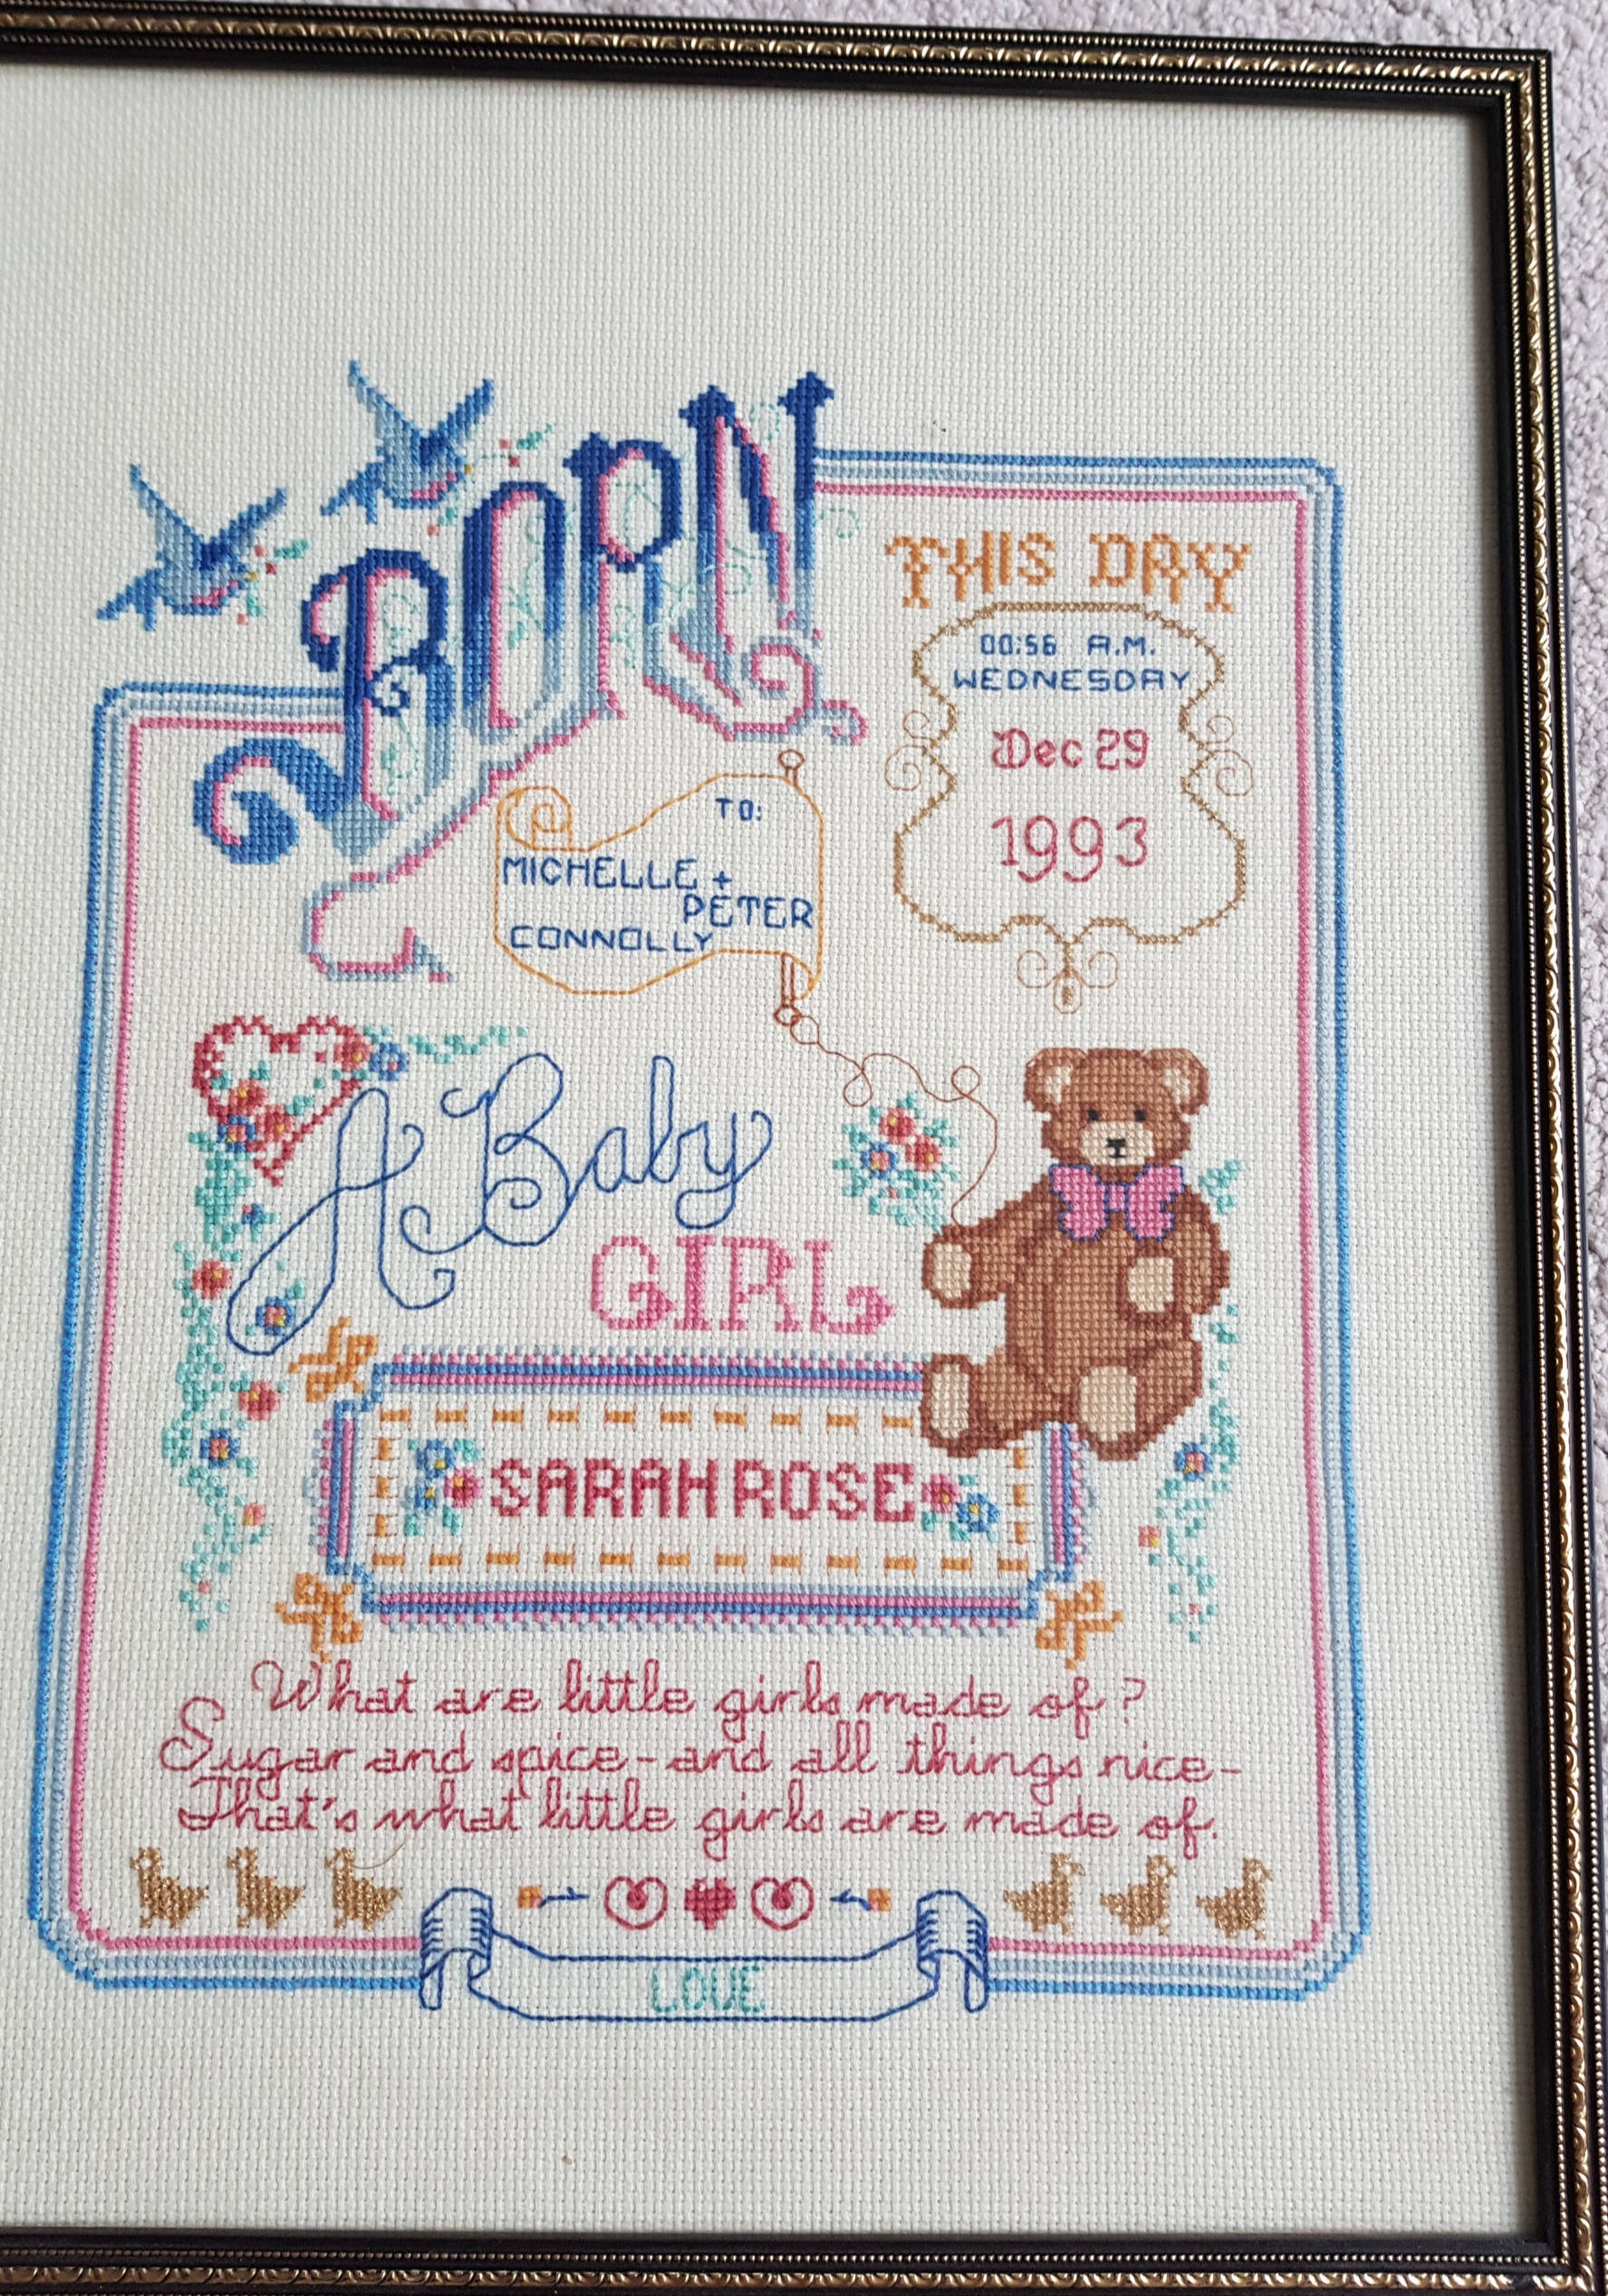 BORN
THIS DAY
00:56 A.M.
WEDNESDAY
Dec 29
1993
TO:
MICHELLE +
PETER
CONNOLLY
A Baby
GIRL
SARAH ROSE
What are little girls made of?
Sugar and spice-and all things nice-
That's what little girls are made of.
LOVE